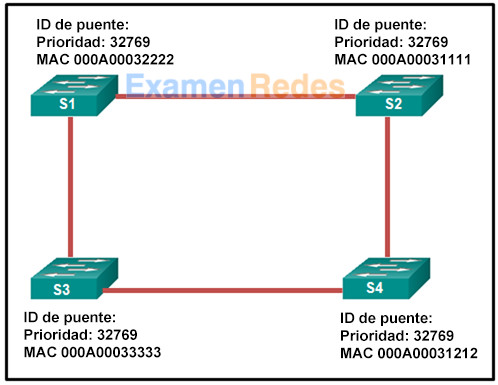 ID de puente:
Prioridad: 32769
MAC 000A00032222
ID de puente:
Prioridad: 32769
MAC 000A00031111
ExamenRedes
S1
S2
S3
S4
ID de puente:
Prioridad: 32769
MAC 000A00033333
ID de puente:
Prioridad: 32769
MAC 000A00031212